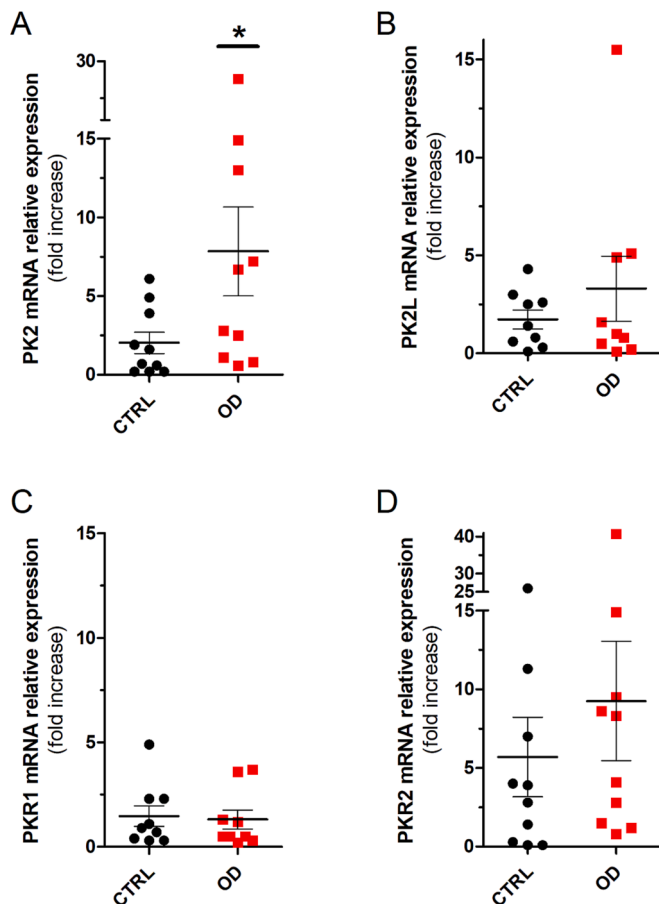 A
PK2 mRNA relative expression
(fold increase)
30
15
10
5
0
*
CTRL
OD
B
PK2L mRNA relative expression
(fold increase)
15
10
5
0
CTRL
OD
C
PKR1 mRNA relative expression
(fold increase)
15
10
5
0
CTRL
OD
D
PKR2 mRNA relative expression
(fold increase)
40
35
30
25
15
10
5
0
CTRL
OD